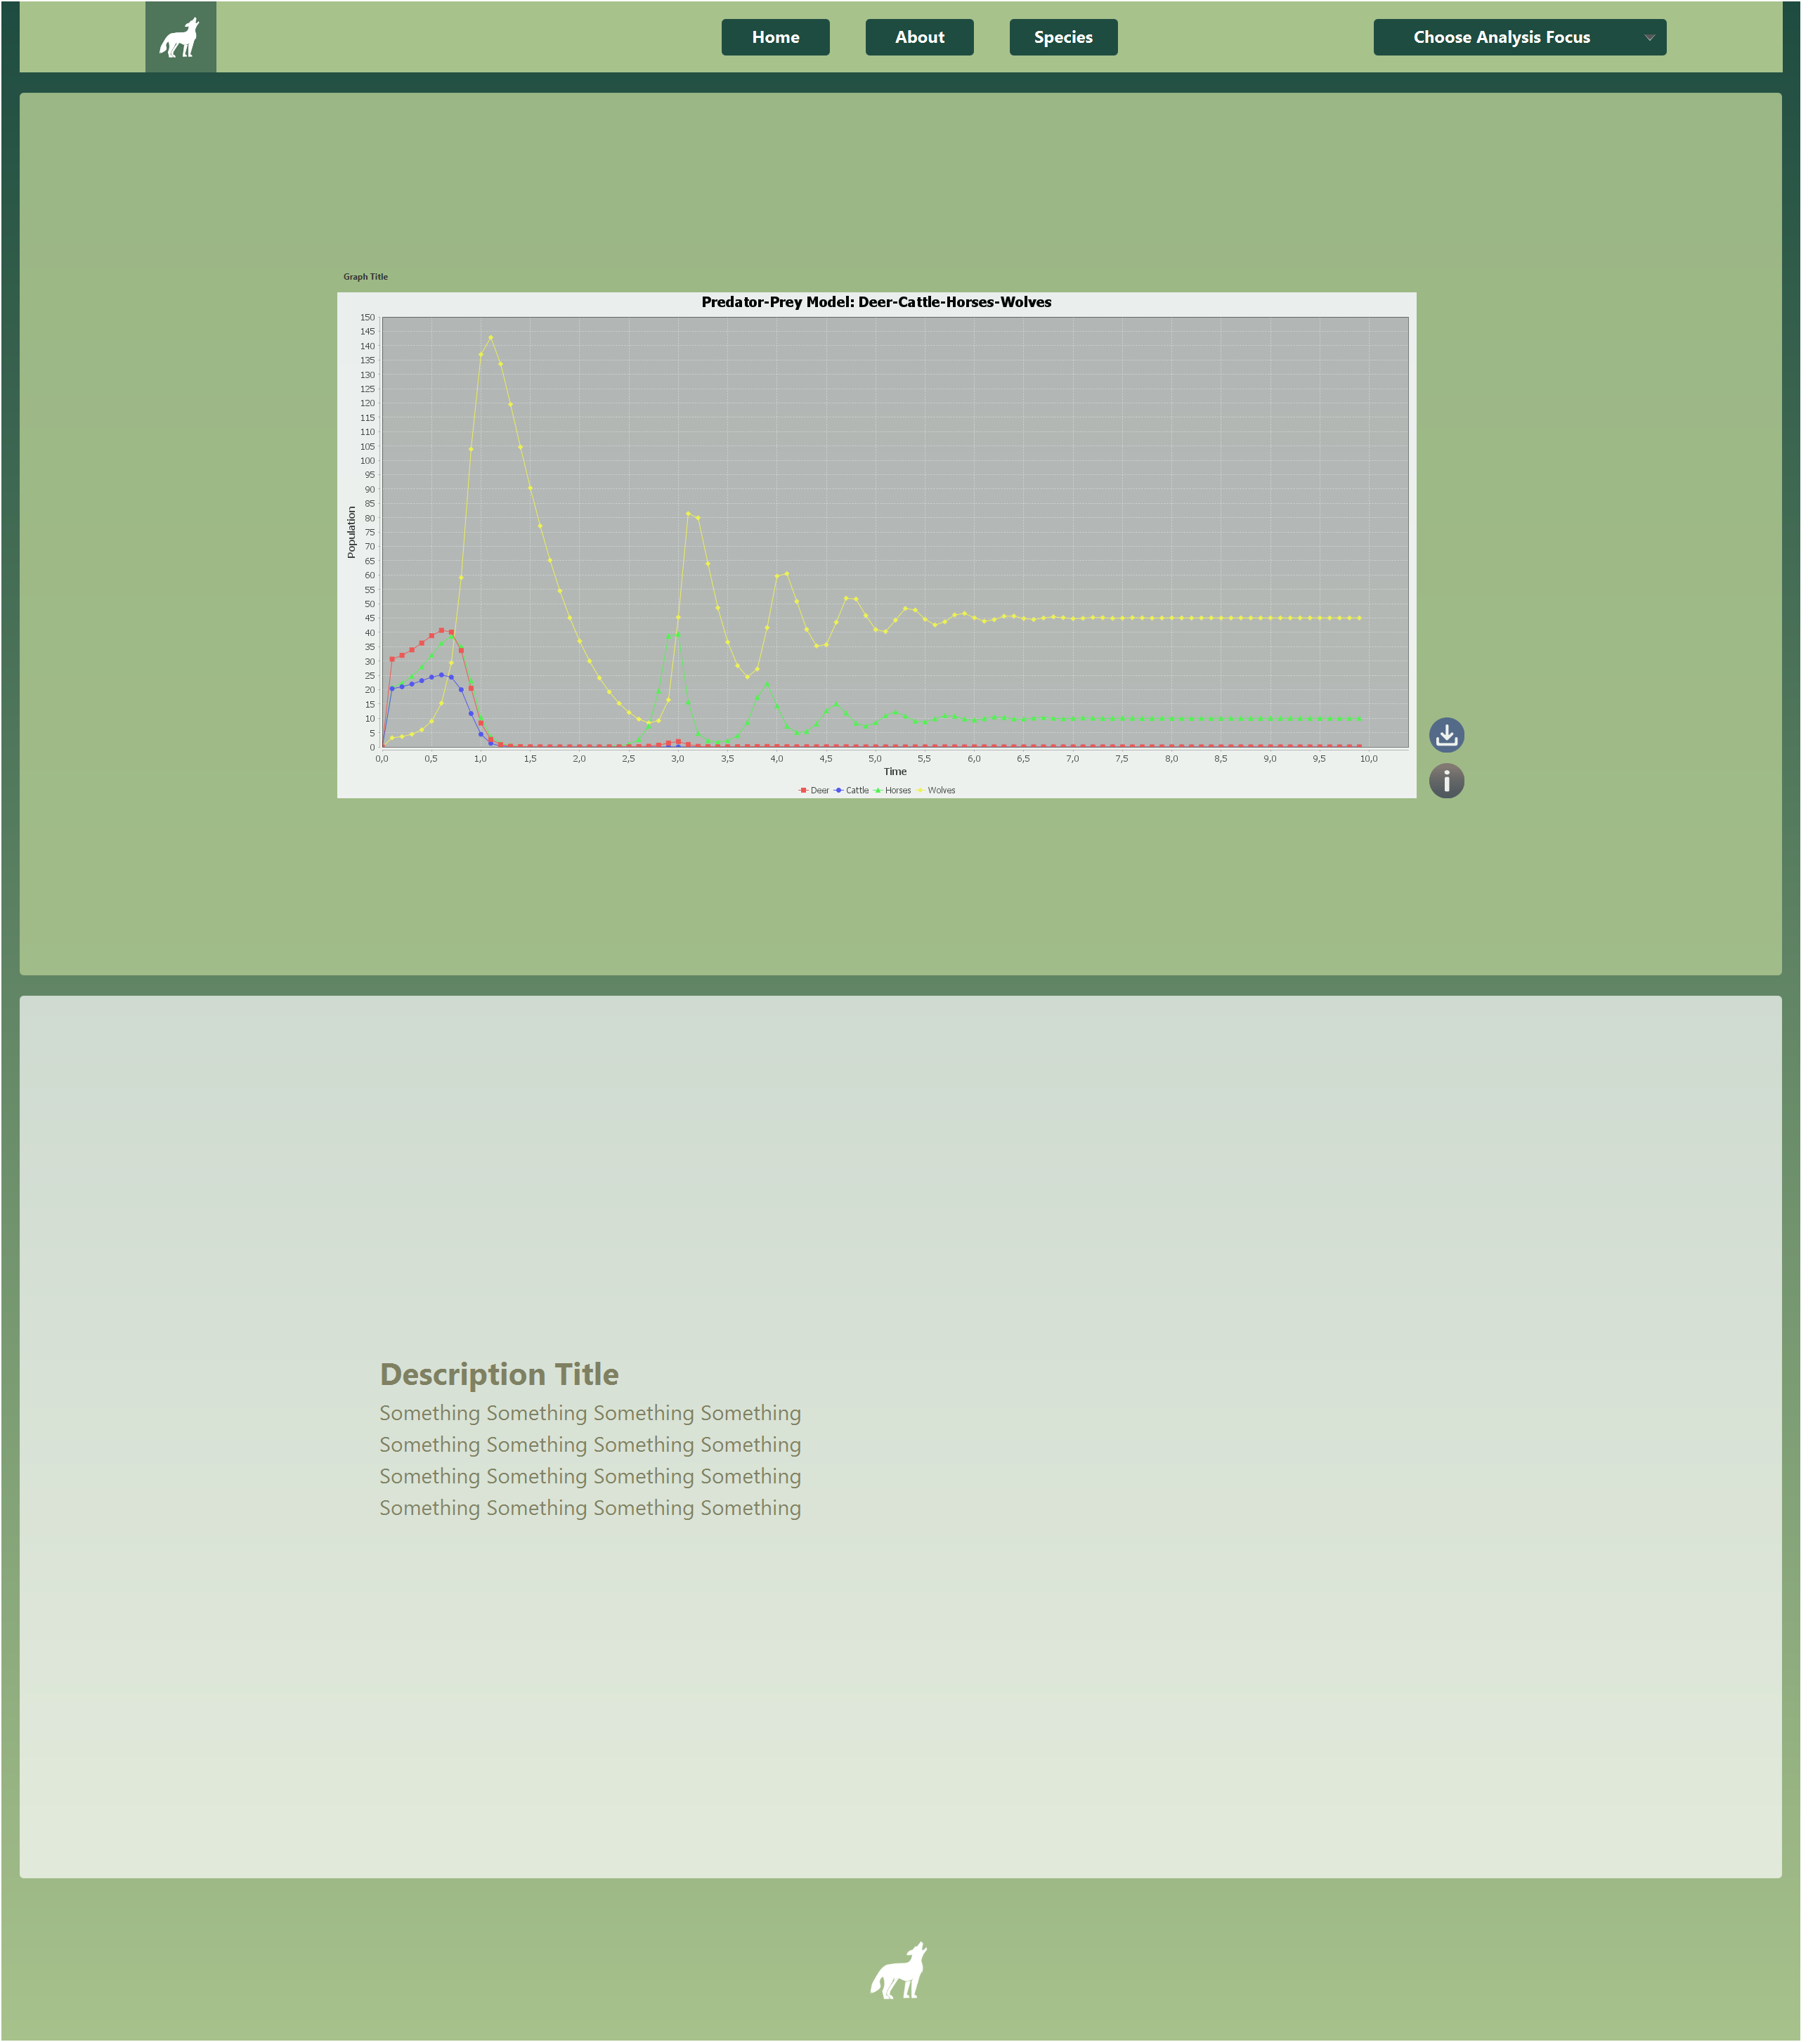 Home About Species Choose Analysis Focus
Graph Title
Predator-Prey Model: Deer-Cattle-Horses-Wolves
150
145
140
135
130
125
120
115
110
105
100
95
90
85
80
75
70
65
60
55
50
45
40
35
30
25
20
15
10
5
0
Population
0,0 0,5 1,0 1,5 2,0 2,5 3,0 3,5 4,0 4,5 5,0 5,5 6,0 6,5 7,0 7,5 8,0 8,5 9,0 9,5 10,0
Time
Deer Cattle Horses Wolves
Description Title
Something Something Something Something
Something Something Something Something
Something Something Something Something
Something Something Something Something